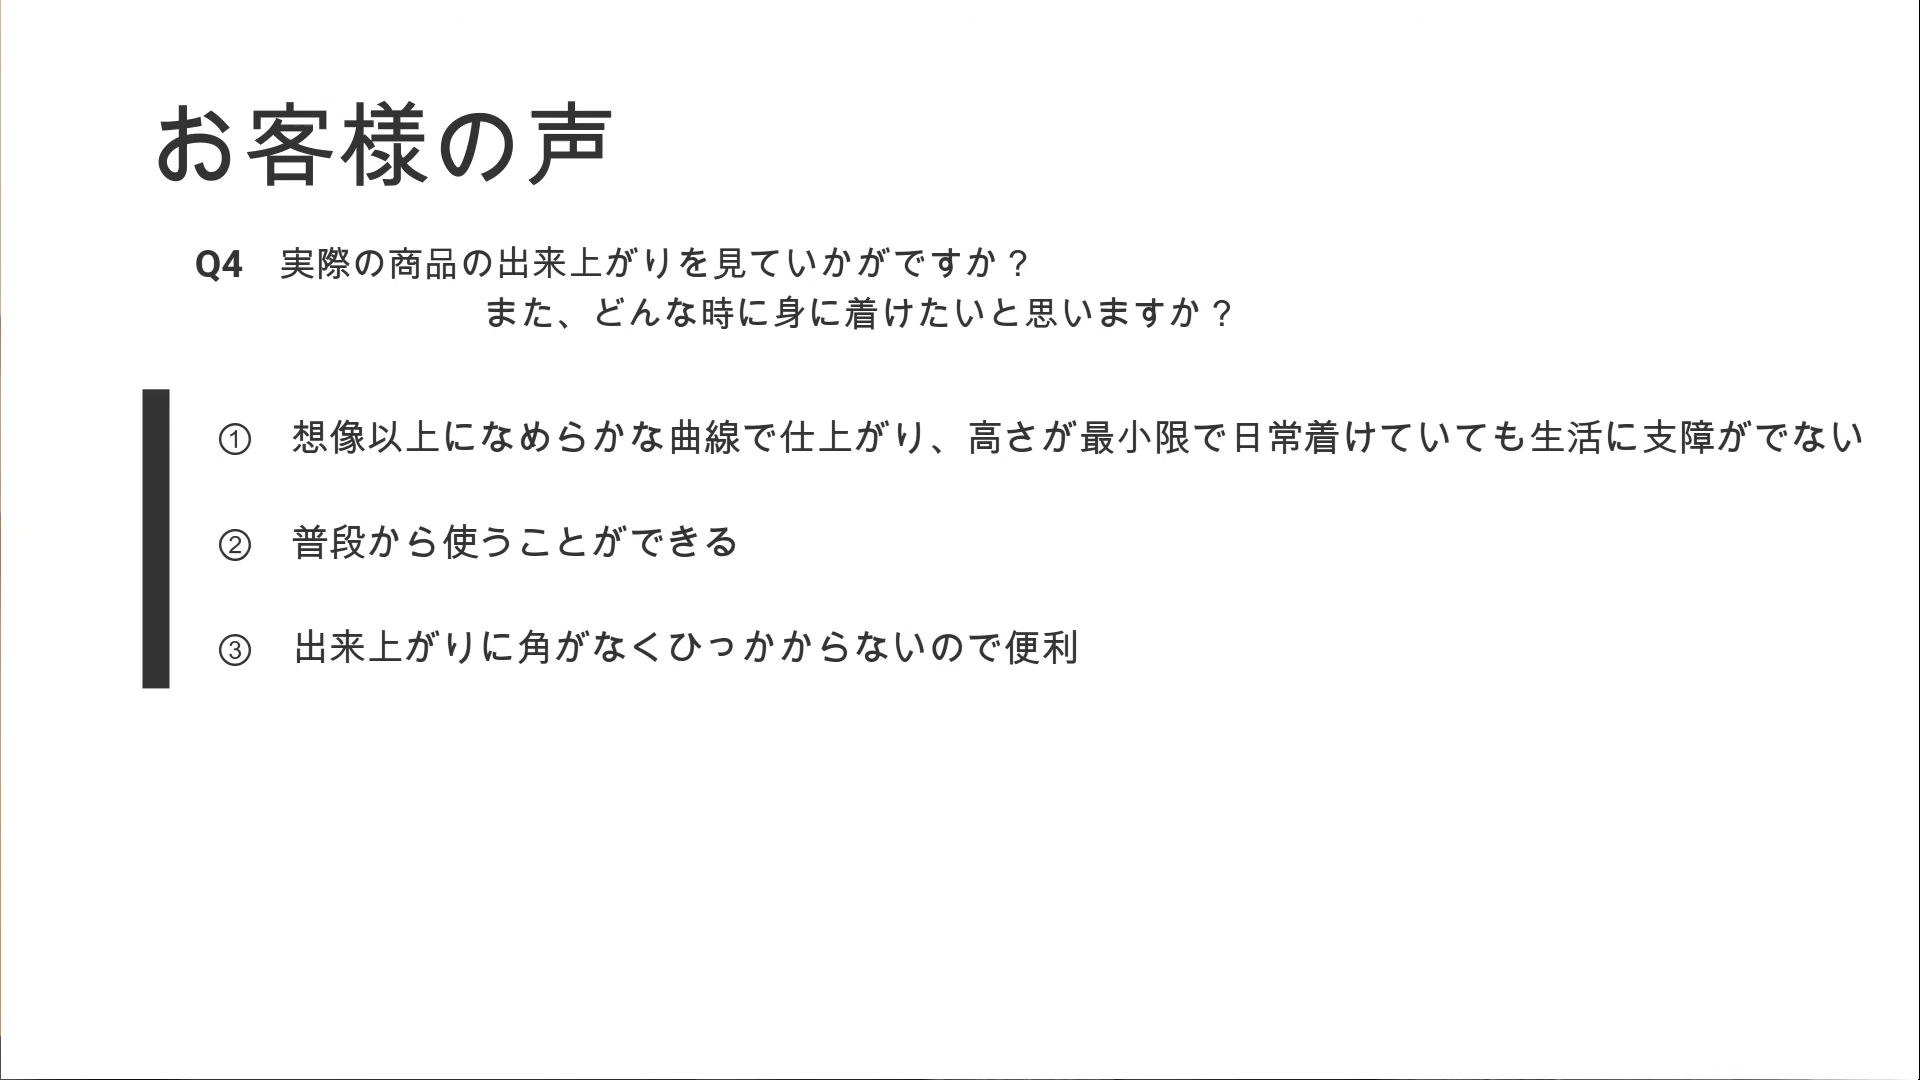 お客様の声
Q4　実際の商品の出来上がりを見ていかがですか？
また、どんな時に身に着けたいと思いますか？
①　想像以上になめらかな曲線で仕上がり、高さが最小限で日常着けていても生活に支障がでない
②　普段から使うことができる
③　出来上がりに角がなくひっかからないので便利